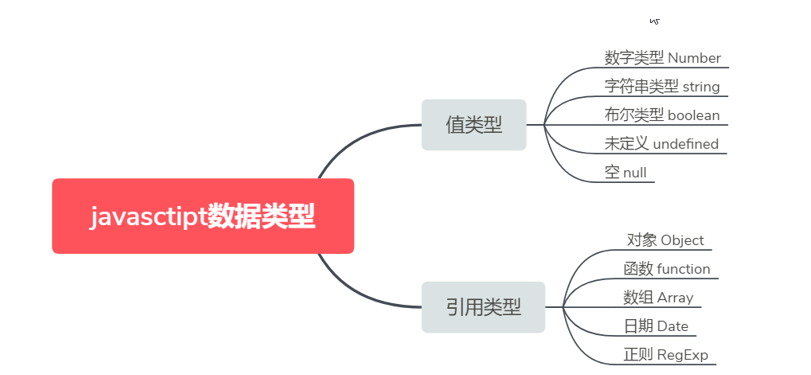 javasctipt数据类型
值类型
数字类型 Number
字符串类型 string
布尔类型 boolean
未定义 undefined
空 null
引用类型
对象 Object
函数 function
数组 Array
日期 Date
正则 RegExp